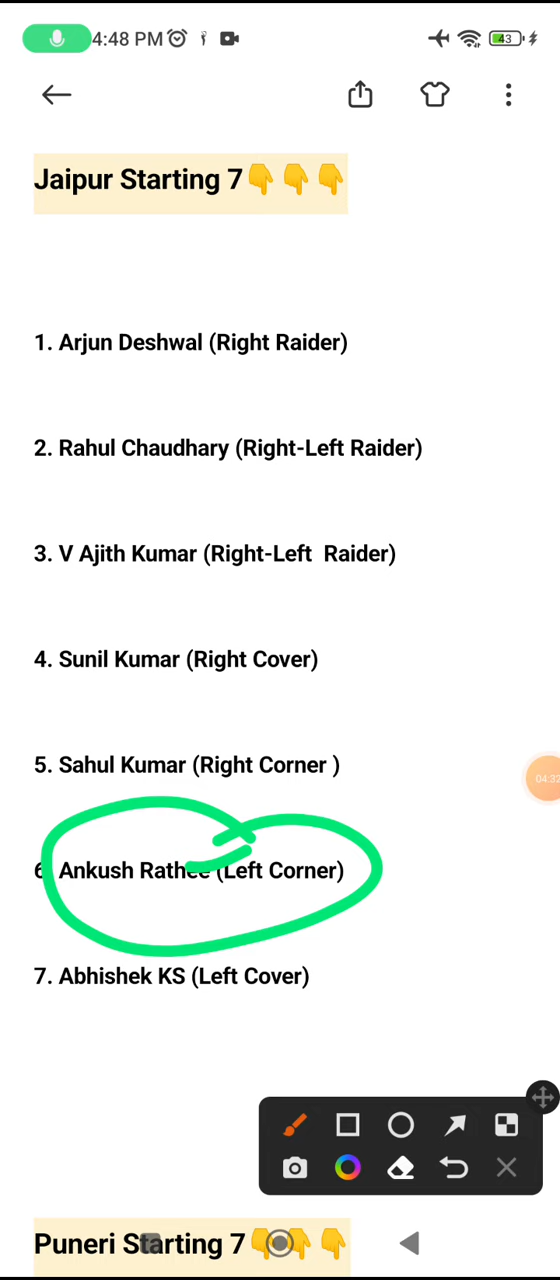 4:48 PM
43
Jaipur Starting 7👇👇👇
1. Arjun Deshwal (Right Raider)
2. Rahul Chaudhary (Right-Left Raider)
3. V Ajith Kumar (Right-Left  Raider)
4. Sunil Kumar (Right Cover)
5. Sahul Kumar (Right Corner )
04:32
6. Ankush Rathee (Left Corner)
7. Abhishek KS (Left Cover)
Puneri Starting 7👇👇👇